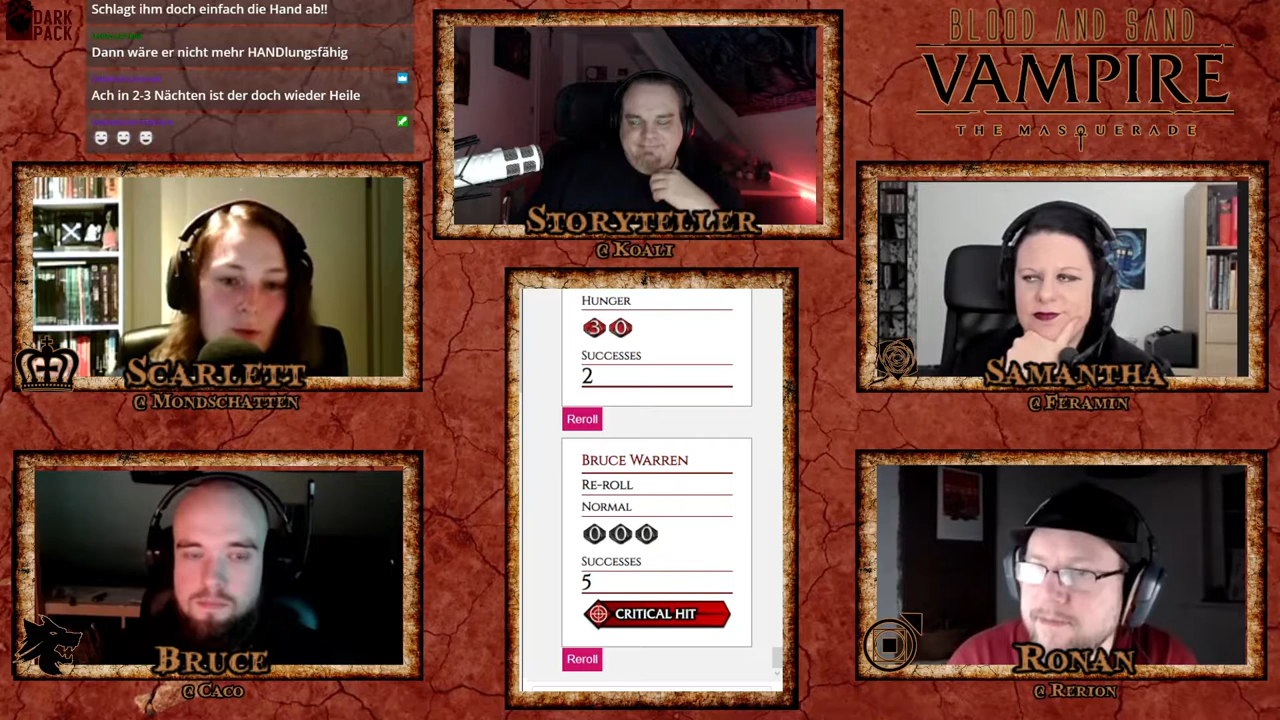 DARK
PACK
Schlagt ihm doch einfach die Hand ab!!
Dann wäre er nicht mehr HANDlungsfähig
Ach in 2-3 Nächten ist der doch wieder Heile
BLOOD AND SAND
VAMPIRE
THE MASQUERADE
STORYTELLER
@ KOALI
SCARLETT
@ MONDSCHATTEN
SAMANTHA
@ FERAMIN
HUNGER
3 0
SUCCESSES
2
Reroll
BRUCE WARREN
RE-ROLL
NORMAL
0 0 0
SUCCESSES
5
CRITICAL HIT
Reroll
BRUCE
@ CACO
RONAN
@ RERION